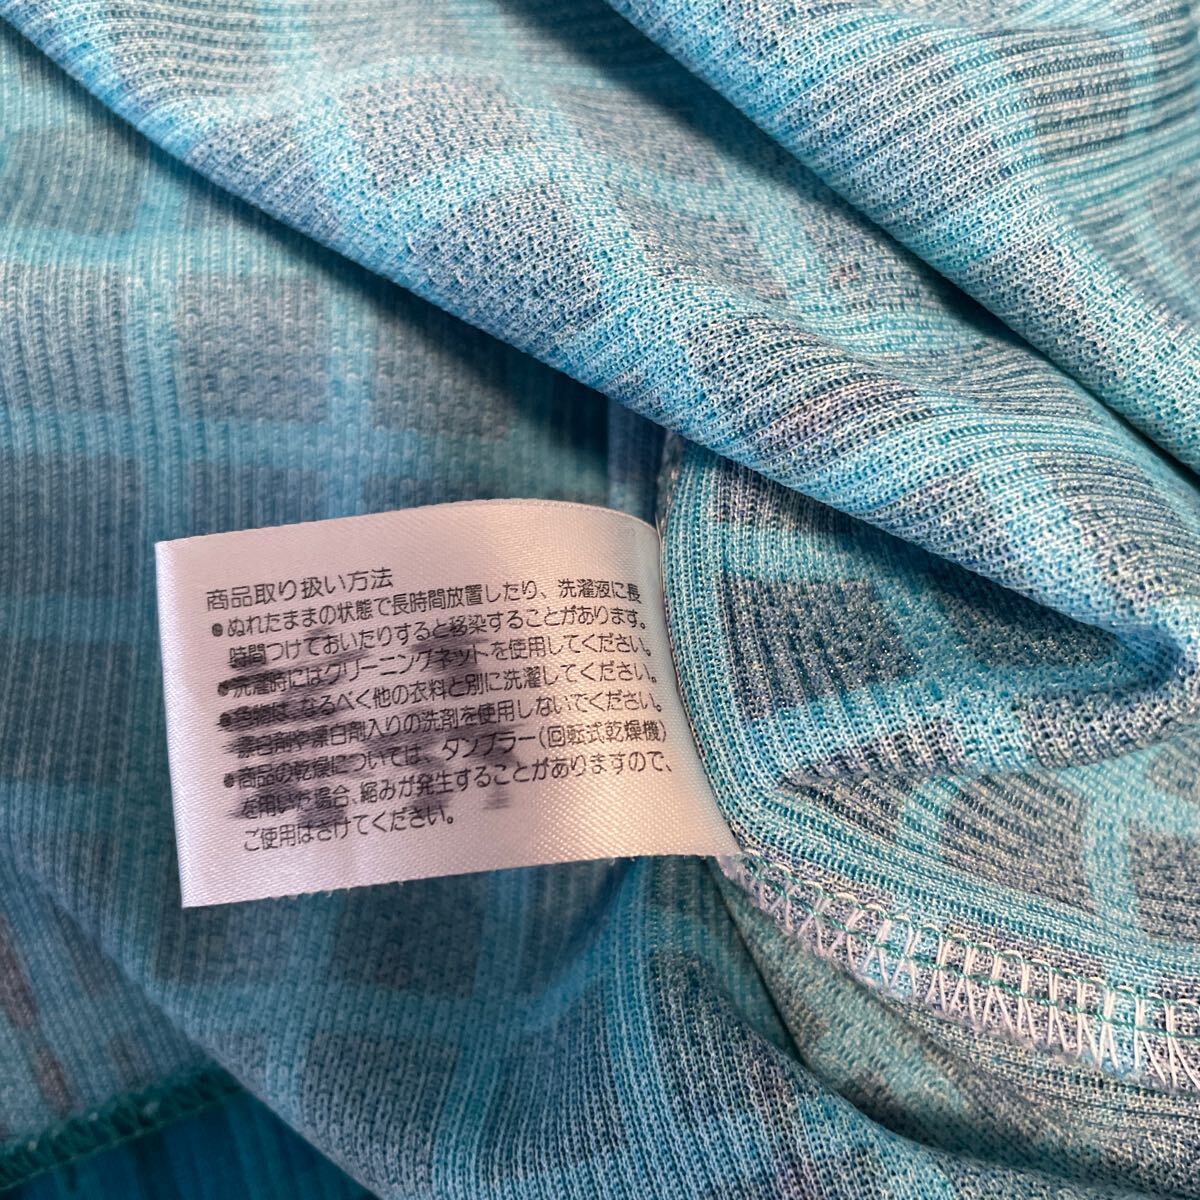 商品取り扱い方法
●ぬれたままの状態で長時間放置したり、洗濯液に長
時間つけておいたりすると移染することがあります。
●洗濯時にはクリーニングネットを使用してください。
●色物は、なるべく他の衣料と別に洗濯してください。
漂白剤や漂白剤入りの洗剤を使用しないでください。
●商品の乾燥については、タンブラー(回転式乾燥機)
を用いた場合、縮みが発生することがありますので、
ご使用はさけてください。